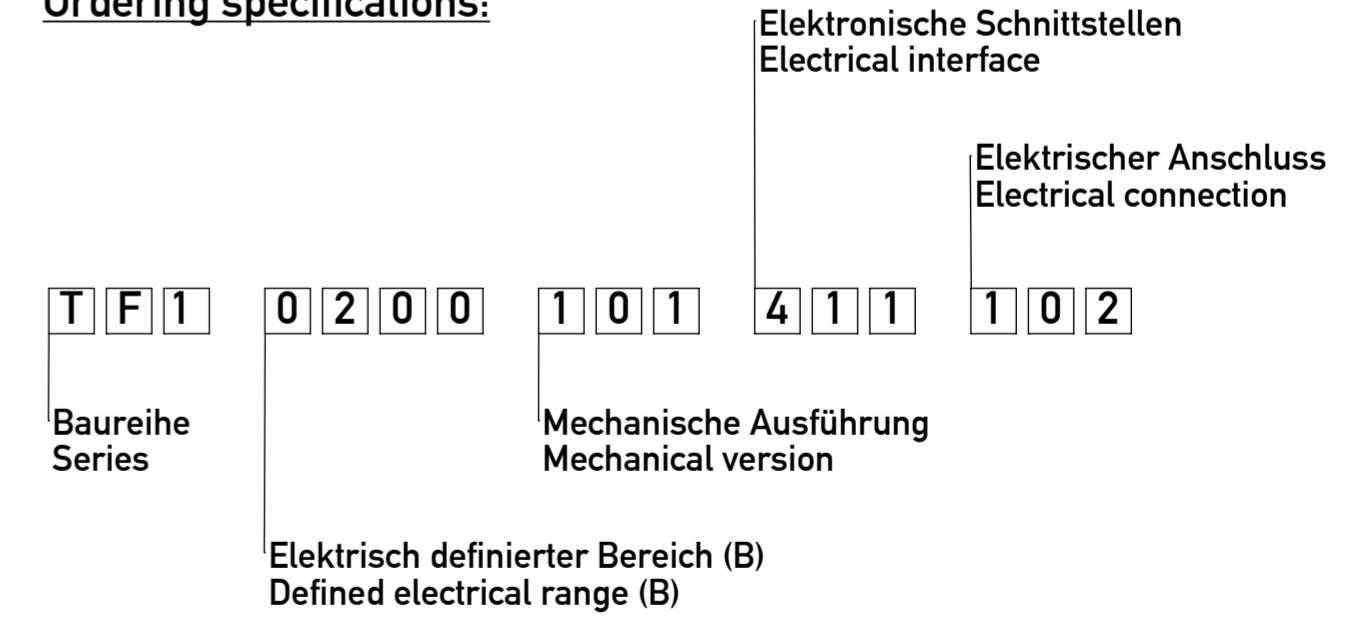 Ordering specifications:
Elektronische Schnittstellen
Electrical interface
Elektrischer Anschluss
Electrical connection
T F 1 0 2 0 0 1 0 1 4 1 1 1 0 2
Baureihe
Series
Mechanische Ausführung
Mechanical version
Elektrisch definierter Bereich (B)
Defined electrical range (B)